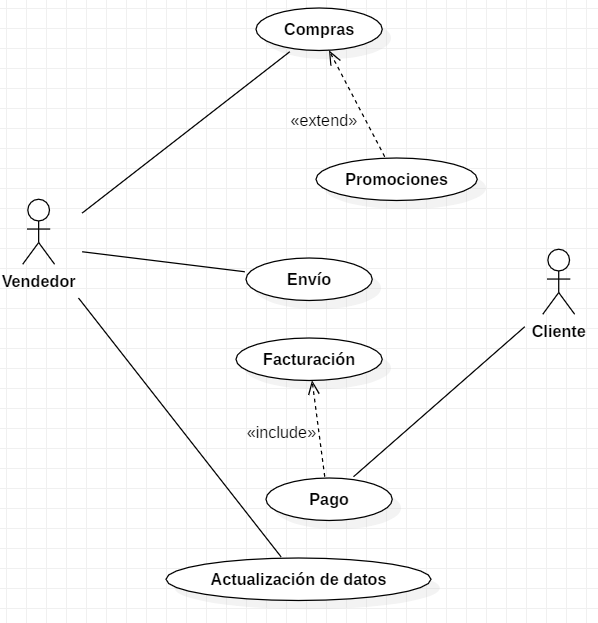 Compras
«extend»
Promociones
Vendedor
Envío
Cliente
Facturación
«include»
Pago
Actualización de datos